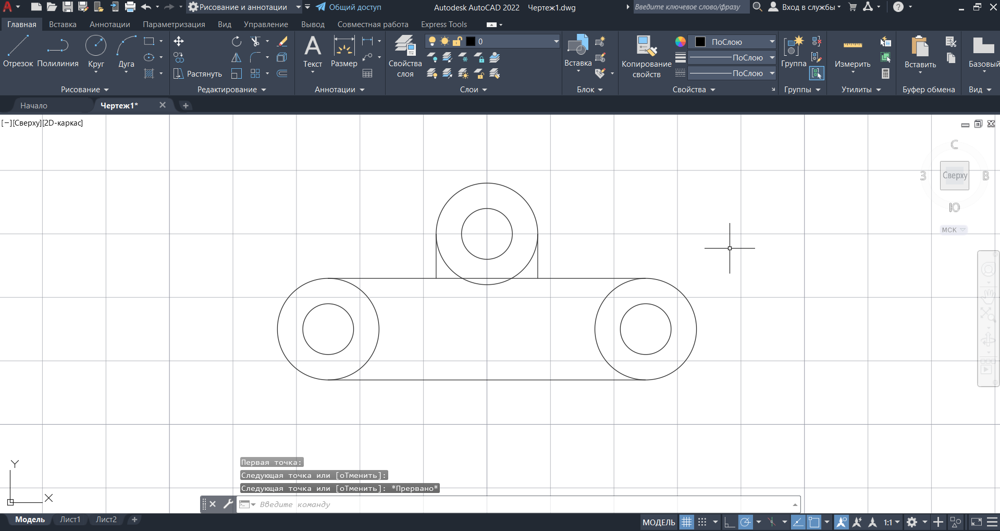 Рисование и аннотации
Общий доступ
Autodesk AutoCAD 2022 Чертеж1.dwg
Введите ключевое слово/фразу
Вход в службы
Главная
Вставка
Аннотации
Параметризация
Вид
Управление
Вывод
Совместная работа
Express Tools
Отрезок
Полилиния
Круг
Дуга
Растянуть
Текст
Размер
Свойства слоя
0
Вставка
Копирование свойств
ПоСлою
ПоСлою
ПоСлою
Группа
Измерить
Вставить
Базовый
Рисование
Редактирование
Аннотации
Слои
Блок
Свойства
Группы
Утилиты
Буфер обмена
Вид
Начало
Чертеж1*
[−][Сверху][2D-каркас]
С
З
Сверху
В
Ю
МСК
Y
X
Первая точка:
Следующая точка или [оТменить]:
Следующая точка или [оТменить]: *Прервано*
Введите команду
Модель
Лист1
Лист2
МОДЕЛЬ
1:1